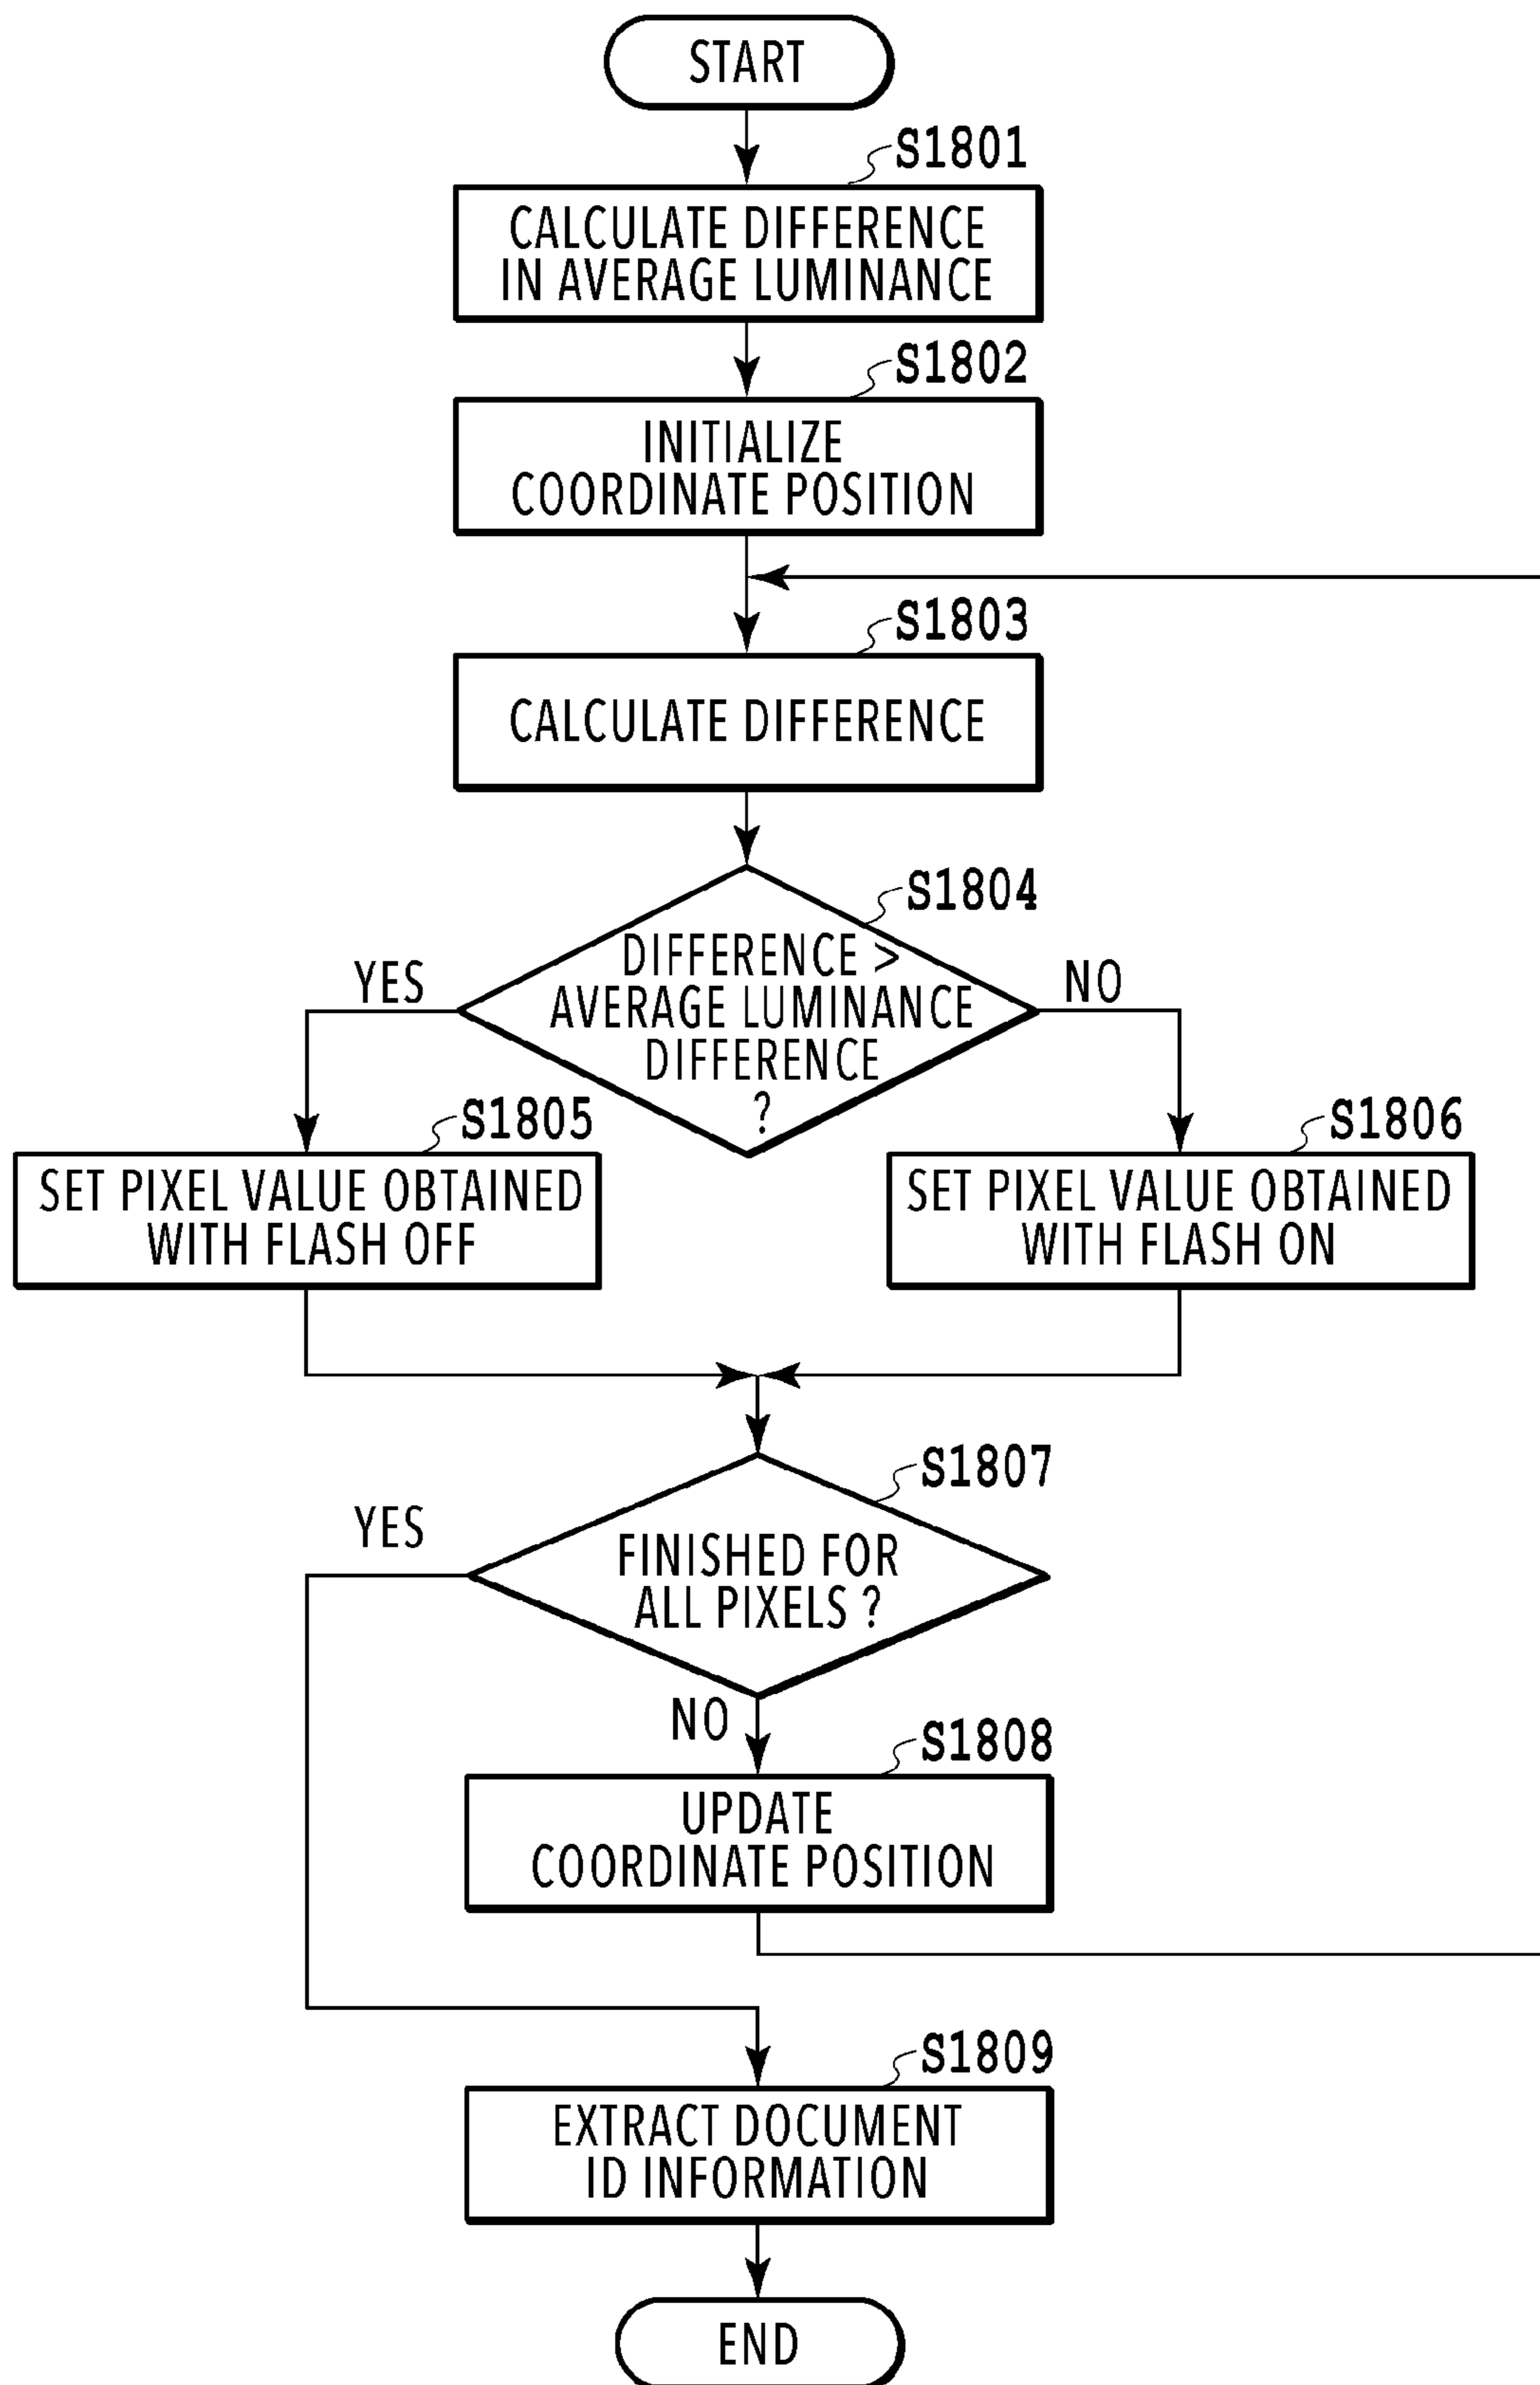 START
S1801
CALCULATE DIFFERENCE
IN AVERAGE LUMINANCE
S1802
INITIALIZE
COORDINATE POSITION
S1803
CALCULATE DIFFERENCE
S1804
DIFFERENCE >
AVERAGE LUMINANCE
DIFFERENCE
?
YES
NO
S1805
SET PIXEL VALUE OBTAINED
WITH FLASH OFF
S1806
SET PIXEL VALUE OBTAINED
WITH FLASH ON
S1807
FINISHED FOR
ALL PIXELS ?
YES
NO
S1808
UPDATE
COORDINATE POSITION
S1809
EXTRACT DOCUMENT
ID INFORMATION
END